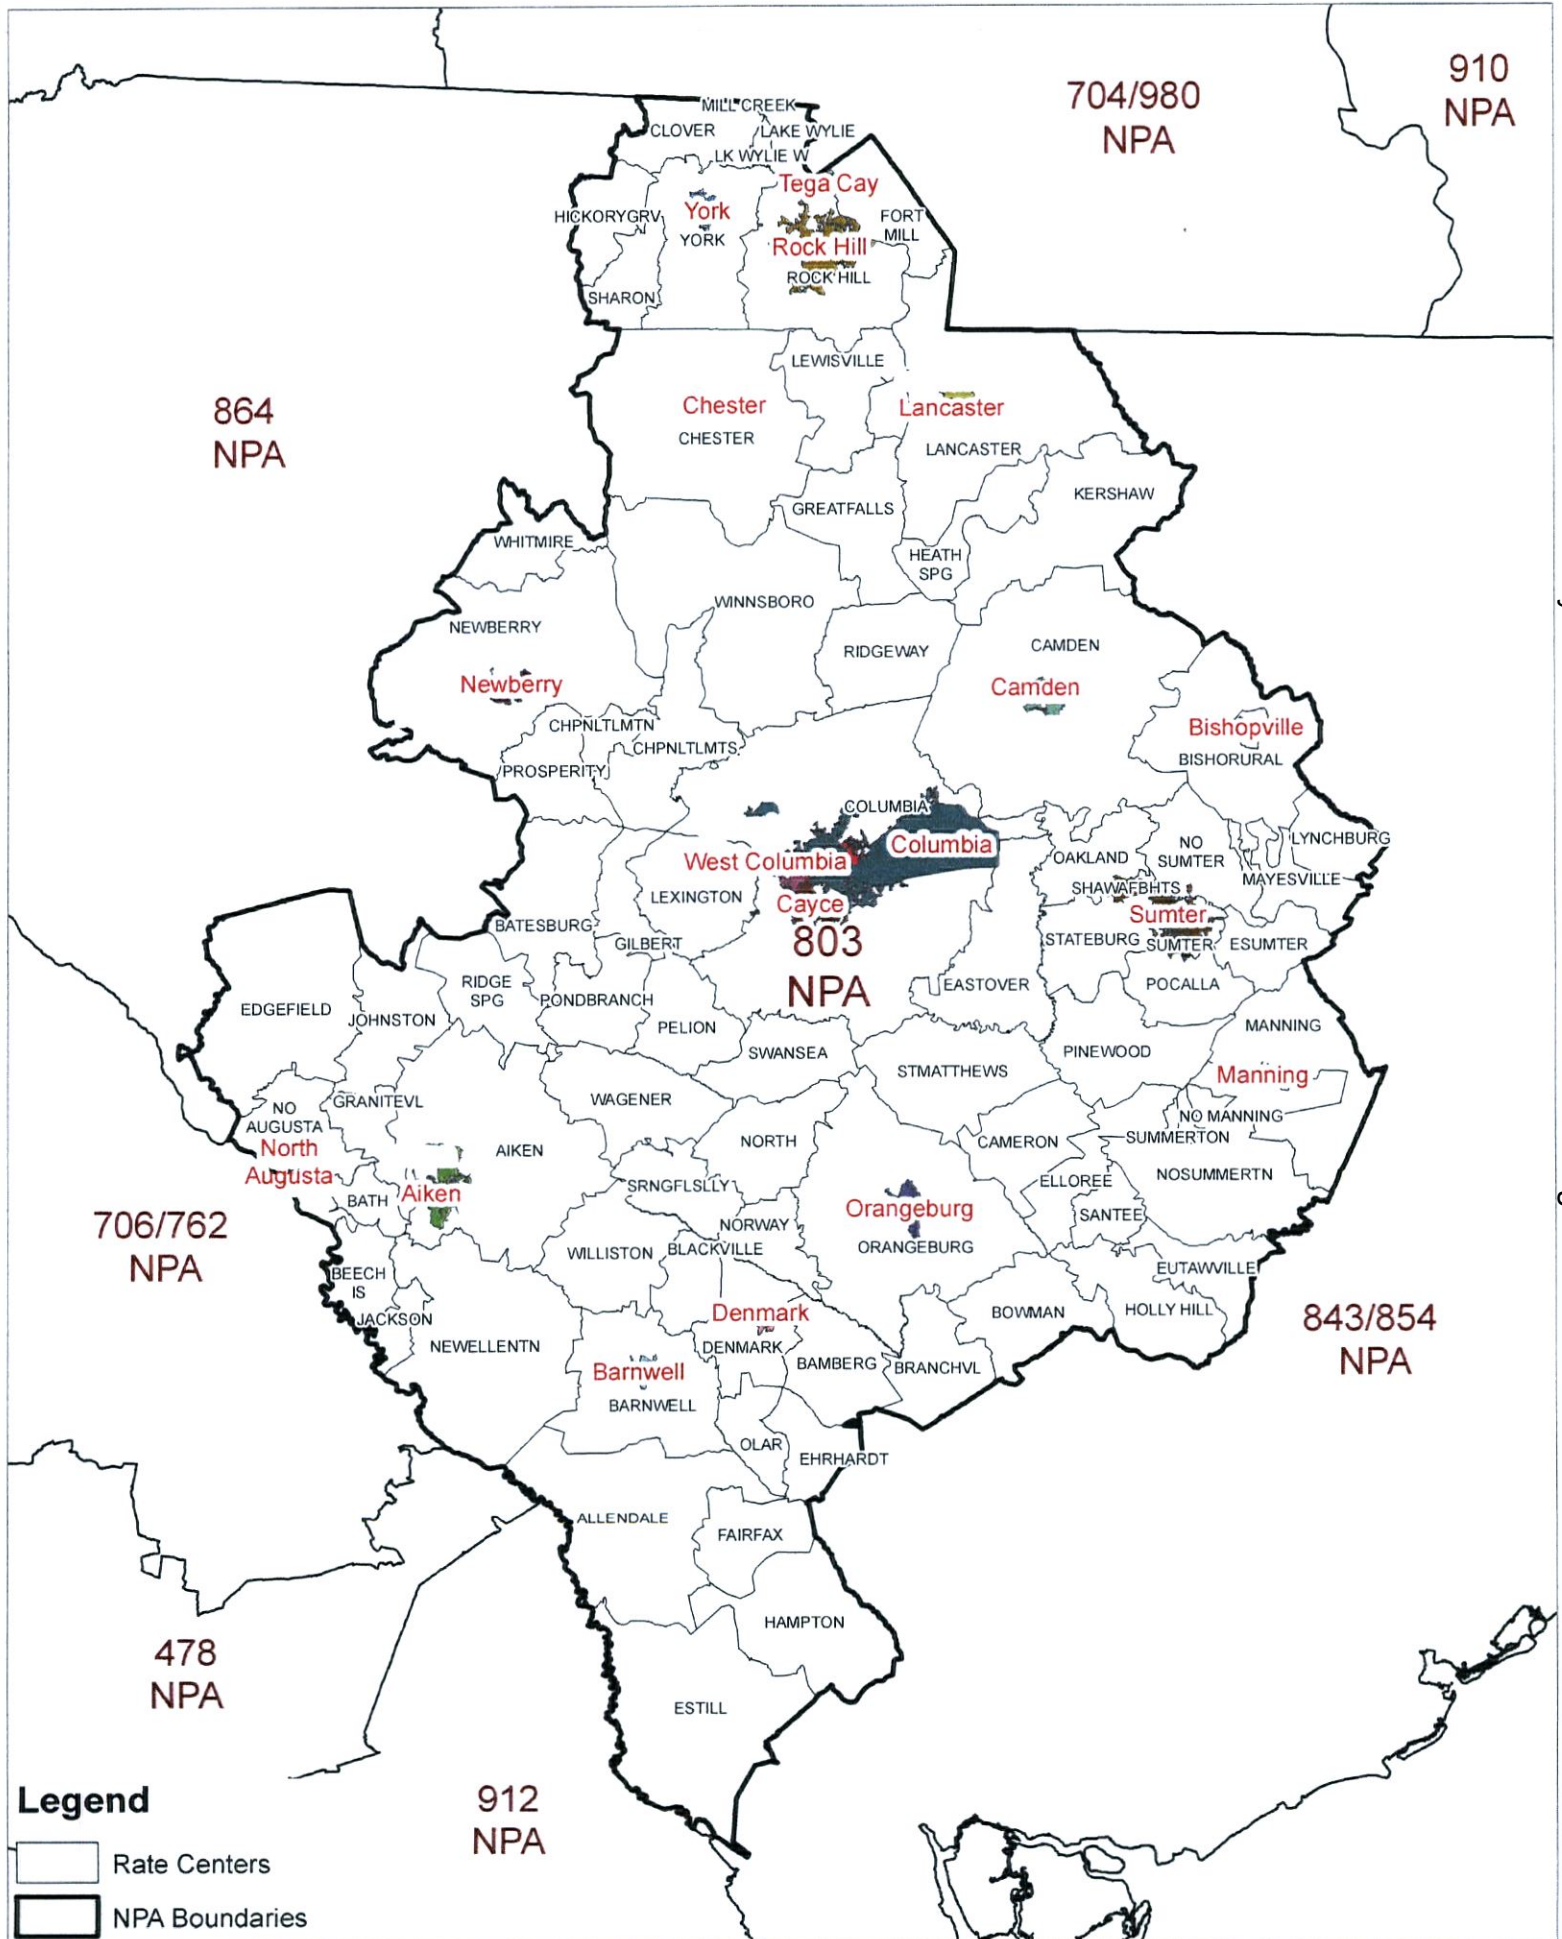 910
NPA
704/980
NPA
MILL CREEK
CLOVER
LAKE WYLIE
LK WYLIE W
Tega Cay
HICKORYGRV
York
YORK
FORT
MILL
Rock Hill
ROCK HILL
SHARON
LEWISVILLE
864
NPA
Chester
CHESTER
Lancaster
LANCASTER
KERSHAW
GREATFALLS
WHITMIRE
HEATH
SPG
WINNSBORO
NEWBERRY
RIDGEWAY
CAMDEN
Newberry
Camden
CHPNLTLMTN
CHPNLTLMTS
PROSPERITY
Bishopville
BISHORURAL
COLUMBIA
Columbia
West Columbia
LEXINGTON
Cayce
OAKLAND
NO
SUMTER
LYNCHBURG
MAYESVILLE
SHAWAFBHTS
Sumter
STATEBURG
SUMTER
ESUMTER
BATESBURG
GILBERT
803
NPA
EASTOVER
POCALLA
RIDGE
SPG
PONDBRANCH
PELION
EDGEFIELD
JOHNSTON
SWANSEA
STMATTHEWS
PINEWOOD
MANNING
Manning
NO MANNING
GRANITEVL
WAGENER
NO
AUGUSTA
North
Augusta
AIKEN
Aiken
BATH
NORTH
CAMERON
SUMMERTON
NOSUMMERTN
ELLOREE
SANTEE
SRNGFLSLLY
NORWAY
Orangeburg
ORANGEBURG
706/762
NPA
WILLISTON
BLACKVILLE
EUTAWVILLE
BEECH
IS
JACKSON
NEWELLENTN
Denmark
DENMARK
BOWMAN
HOLLY HILL
843/854
NPA
Barnwell
BARNWELL
BAMBERG
BRANCHVL
OLAR
EHRHARDT
ALLENDALE
FAIRFAX
HAMPTON
478
NPA
ESTILL
912
NPA
Legend
Rate Centers
NPA Boundaries